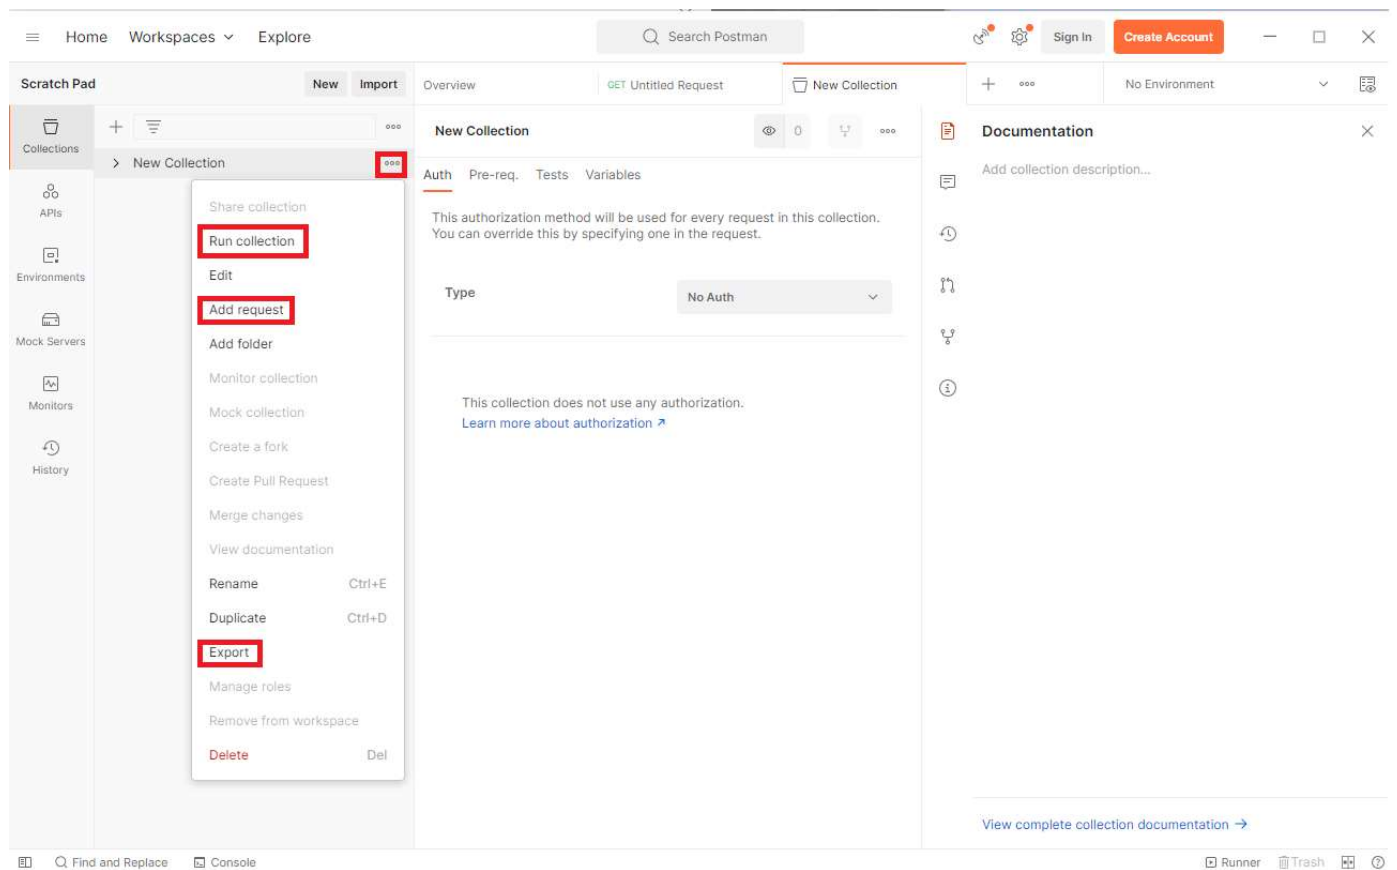 Home Workspaces Explore Search Postman Sign In Create Account
Scratch Pad New Import Overview GET Untitled Request New Collection No Environment
Collections
APIs
Environments
Mock Servers
Monitors
History
New Collection
Share collection
Run collection
Edit
Add request
Add folder
Monitor collection
Mock collection
Create a fork
Create Pull Request
Merge changes
View documentation
Rename Ctrl+E
Duplicate Ctrl+D
Export
Manage roles
Remove from workspace
Delete Del
New Collection 0
Auth Pre-req. Tests Variables
This authorization method will be used for every request in this collection.
You can override this by specifying one in the request.
Type No Auth
This collection does not use any authorization.
Learn more about authorization
Documentation
Add collection description...
View complete collection documentation
Find and Replace Console Runner Trash